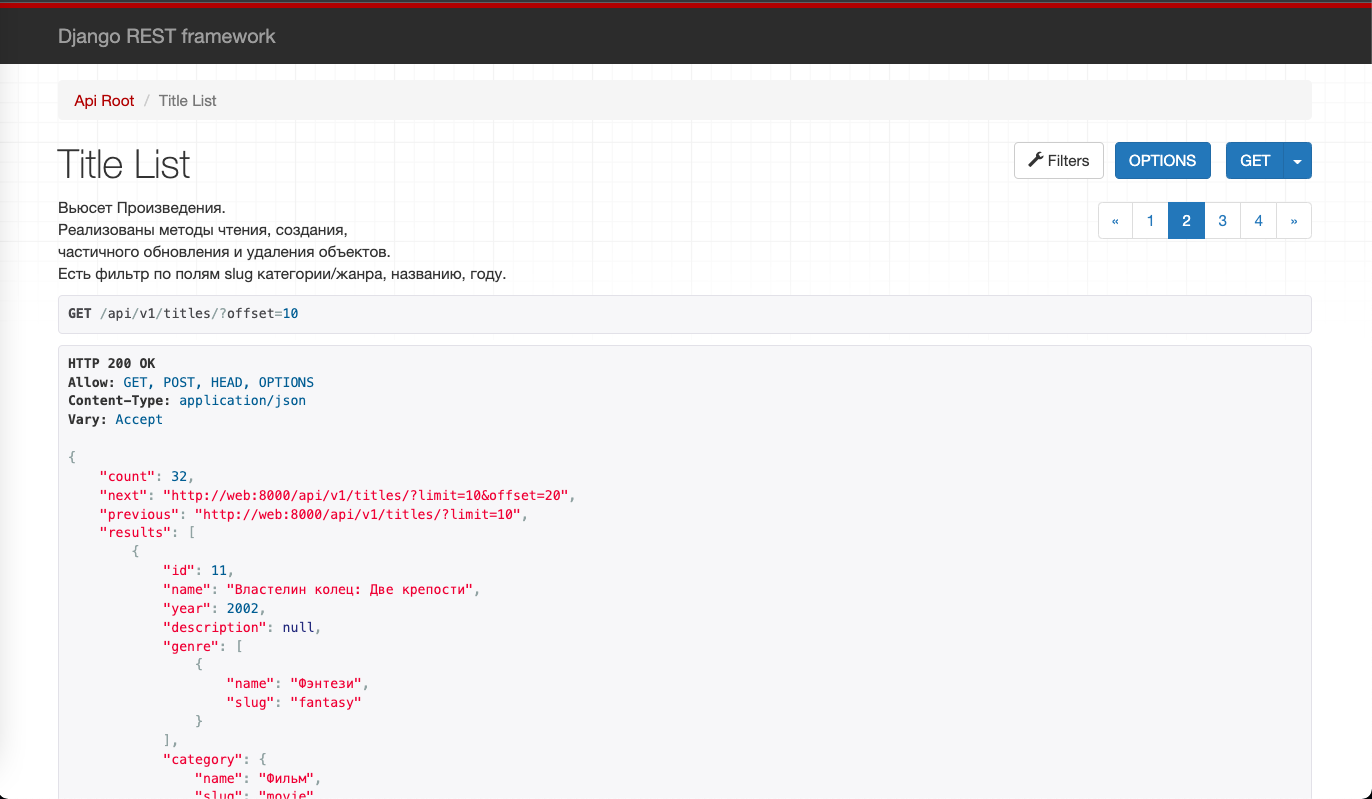 Django REST framework
Api Root / Title List
Title List
Filters
OPTIONS
GET
Вьюсет Произведения.
Реализованы методы чтения, создания,
частичного обновления и удаления объектов.
Есть фильтр по полям slug категории/жанра, названию, году.
« 1 2 3 4 »
GET /api/v1/titles/?offset=10
HTTP 200 OK
Allow: GET, POST, HEAD, OPTIONS
Content-Type: application/json
Vary: Accept
{
"count": 32,
"next": "http://web:8000/api/v1/titles/?limit=10&offset=20",
"previous": "http://web:8000/api/v1/titles/?limit=10",
"results": [
{
"id": 11,
"name": "Властелин колец: Две крепости",
"year": 2002,
"description": null,
"genre": [
{
"name": "Фэнтези",
"slug": "fantasy"
}
],
"category": {
"name": "Фильм",
"slug": "movie"